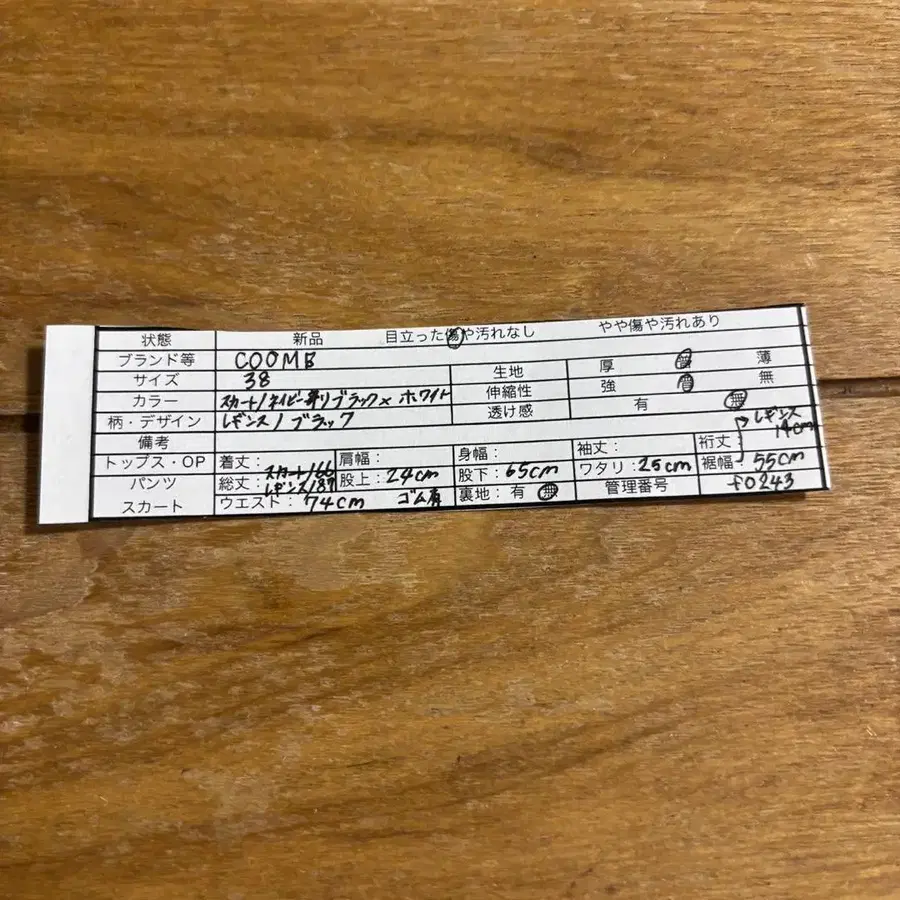 状態 新品 目立った傷や汚れなし やや傷や汚れあり
ブランド等 COOMB 生地 厚 普 薄
サイズ 38 伸縮性 強 無
カラー スカート/ネイビー寄りブラック×ホワイト 透け感 有 無
柄・デザイン レギンス/ブラック レギンス 14cm
備考
トップス・OP 着丈: 肩幅: 身幅: 袖丈: 裄丈:
パンツ 総丈: スカート/66 レギンス/87 股上: 24cm 股下: 65cm ワタリ: 25cm 裾幅: 55cm
スカート ウエスト: 74cm ゴム有 裏地: 有 無 管理番号 f0243